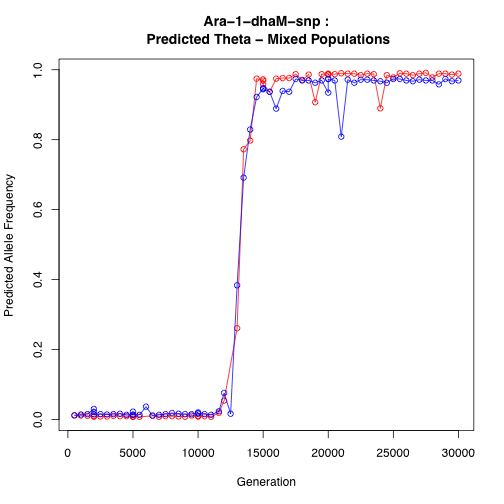 Ara−1−dhaM−snp :
Predicted Theta − Mixed Populations
Predicted Allele Frequency
1.0
0.8
0.6
0.4
0.2
0.0
0 5000 10000 15000 20000 25000 30000
Generation